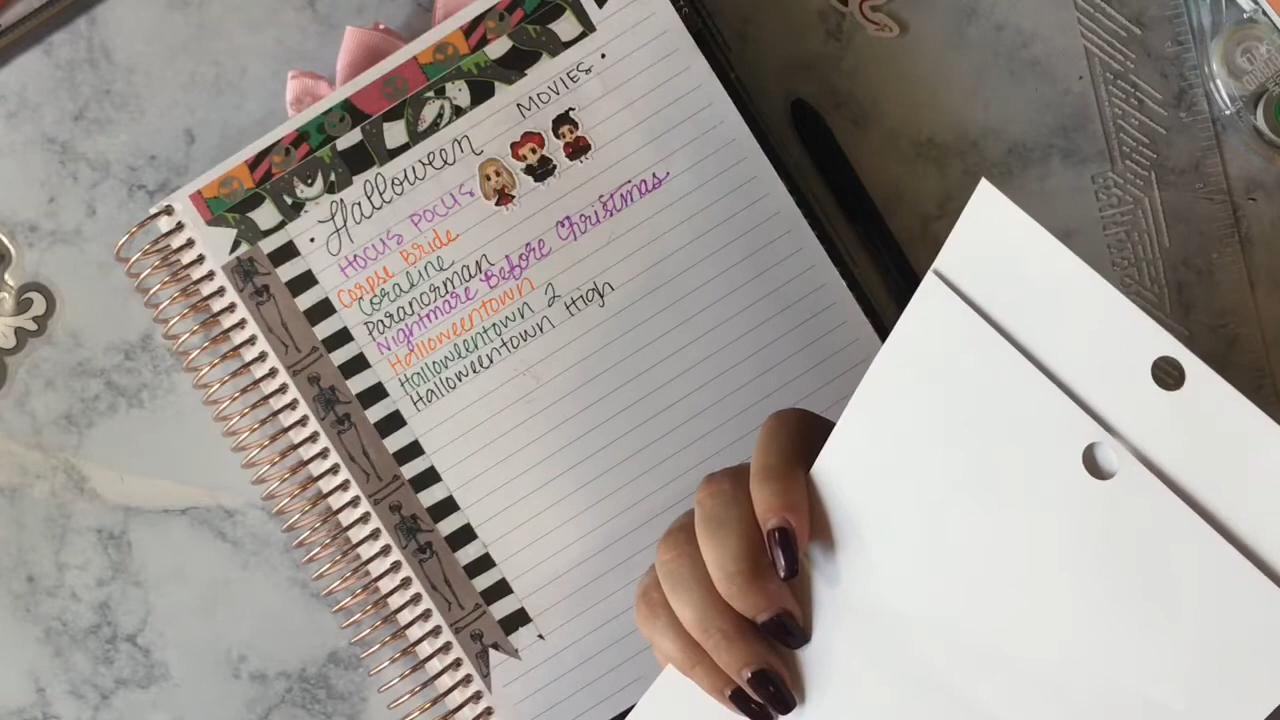 Halloween MOVIES
HOCUS POCUS
Corpse Bride
Coraline
Paranorman
Nightmare Before Christmas
Halloweentown
Halloweentown 2
Halloweentown High